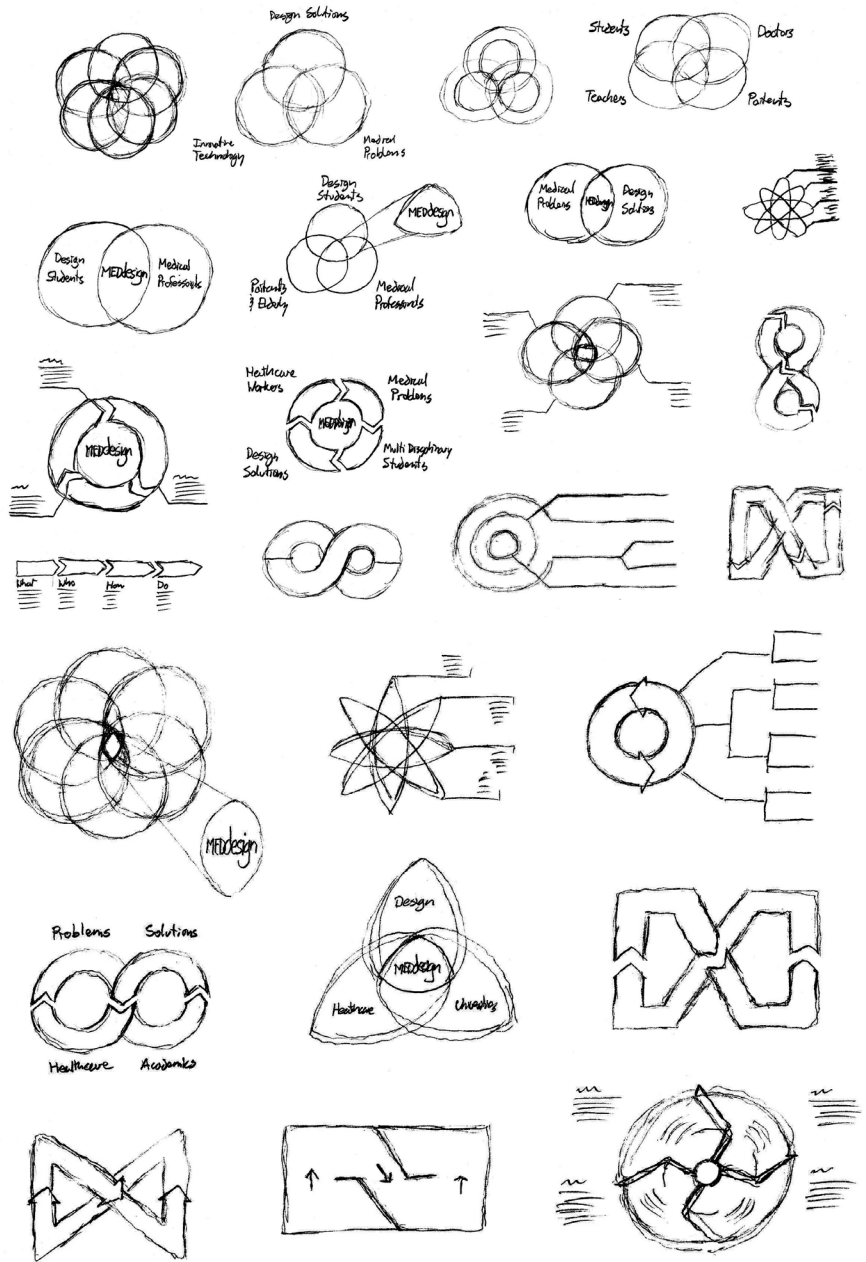 Design Solutions
Students
Doctors
Teachers
Patients
Innovative
Technology
Medical
Problems
Design
Students
MEDdesign
Patients
& Elderly
Medical
Professionals
Medical
Problems
MEDdesign
Design
Solutions
Design
Students
MEDdesign
Medical
Professionals
MEDdesign
Healthcare
Workers
Medical
Problems
MEDdesign
Design
Solutions
Multi Disciplinary
Students
What
Who
How
Do
MEDdesign
Problems
Solutions
Healthcare
Academics
Design
MEDdesign
Healthcare